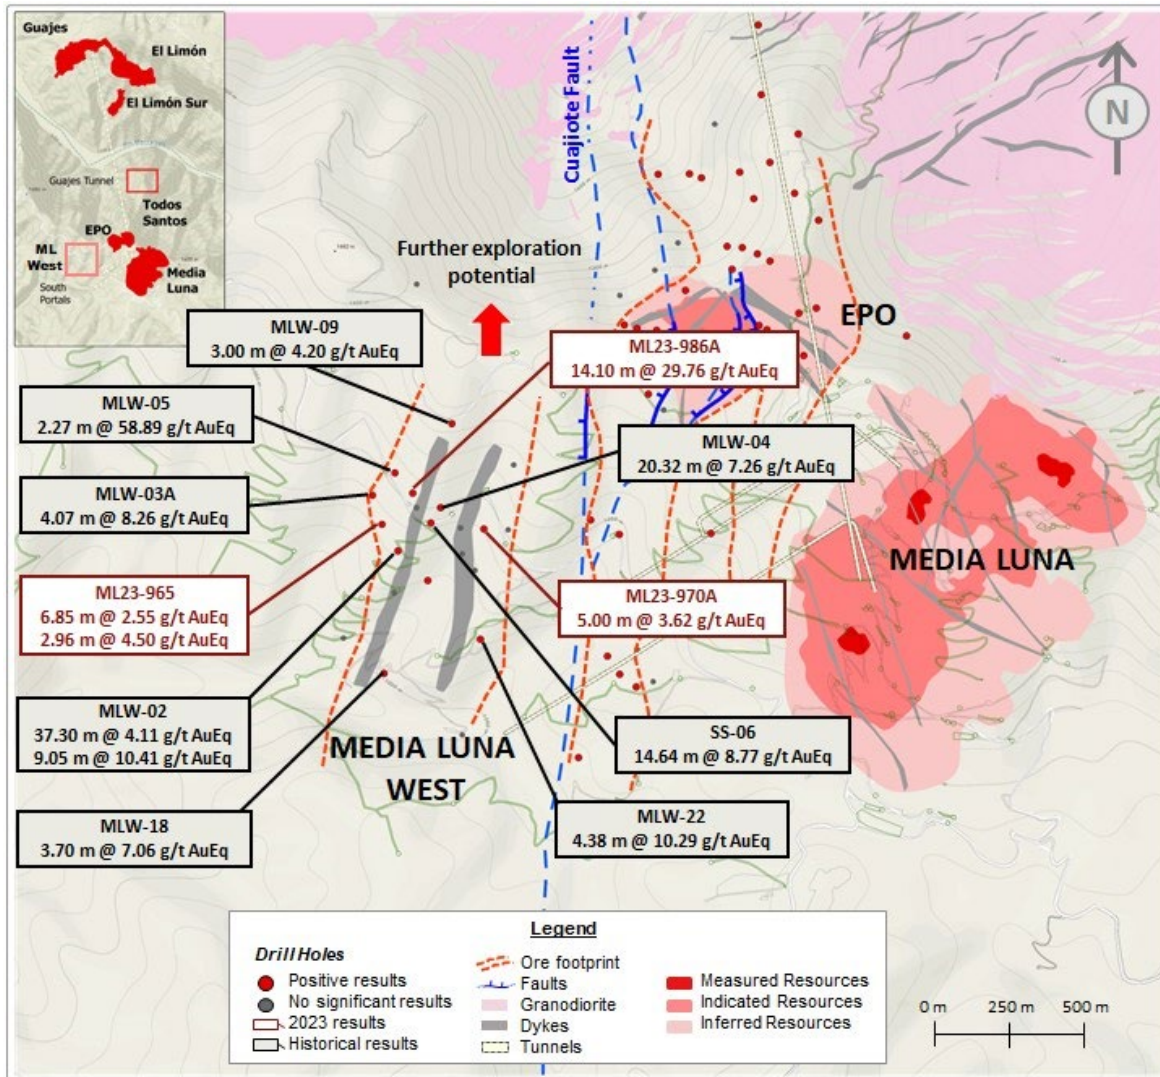 Guajes
El Limón
El Limón Sur
Guajes Tunnel
Todos
Santos
EPO
ML
West
Media
Luna
South
Portals
Cuajiote Fault
N
Further exploration
potential
EPO
MLW-09
3.00 m @ 4.20 g/t AuEq
ML23-986A
14.10 m @ 29.76 g/t AuEq
MLW-05
2.27 m @ 58.89 g/t AuEq
MLW-04
20.32 m @ 7.26 g/t AuEq
MLW-03A
4.07 m @ 8.26 g/t AuEq
MEDIA LUNA
ML23-965
6.85 m @ 2.55 g/t AuEq
2.96 m @ 4.50 g/t AuEq
ML23-970A
5.00 m @ 3.62 g/t AuEq
MLW-02
37.30 m @ 4.11 g/t AuEq
9.05 m @ 10.41 g/t AuEq
SS-06
14.64 m @ 8.77 g/t AuEq
MEDIA LUNA
WEST
MLW-18
3.70 m @ 7.06 g/t AuEq
MLW-22
4.38 m @ 10.29 g/t AuEq
Legend
Drill Holes
Positive results
No significant results
2023 results
Historical results
Ore footprint
Faults
Granodiorite
Dykes
Tunnels
Measured Resources
Indicated Resources
Inferred Resources
0 m 250 m 500 m